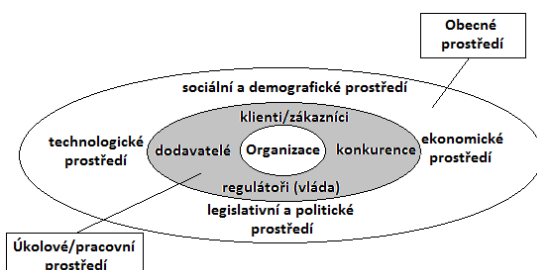 Obecné
prostředí
sociální a demografické prostředí
klienti/zákazníci
technologické
prostředí
dodavatelé
Organizace
konkurence
ekonomické
prostředí
regulátoři (vláda)
legislativní a politické
prostředí
Úkolové/pracovní
prostředí